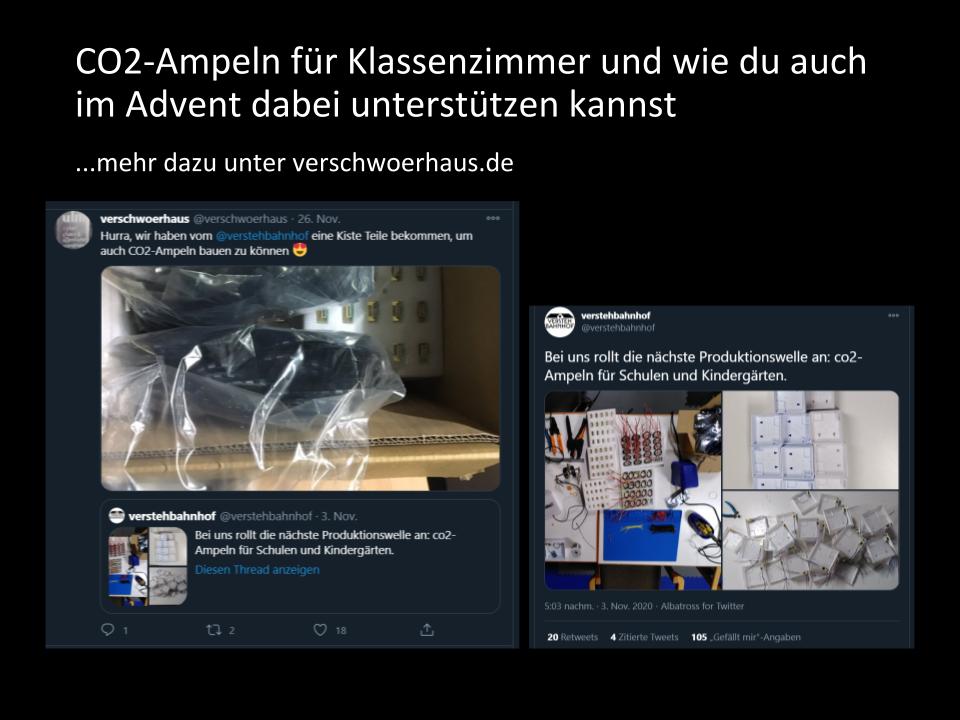 CO2-Ampeln für Klassenzimmer und wie du auch
im Advent dabei unterstützen kannst
...mehr dazu unter verschwoerhaus.de
verschwoerhaus @verschwoerhaus · 26. Nov.
Hurra, wir haben vom @verstehbahnhof eine Kiste Teile bekommen, um
auch CO2-Ampeln bauen zu können 😍
verstehbahnhof @verstehbahnhof · 3. Nov.
Bei uns rollt die nächste Produktionswelle an: co2-
Ampeln für Schulen und Kindergärten.
Diesen Thread anzeigen
1 2 18
VERSTEH
BAHNHOF
verstehbahnhof
@verstehbahnhof
Bei uns rollt die nächste Produktionswelle an: co2-
Ampeln für Schulen und Kindergärten.
5:03 nachm. · 3. Nov. 2020 · Albatross for Twitter
20 Retweets 4 Zitierte Tweets 105 „Gefällt mir“-Angaben